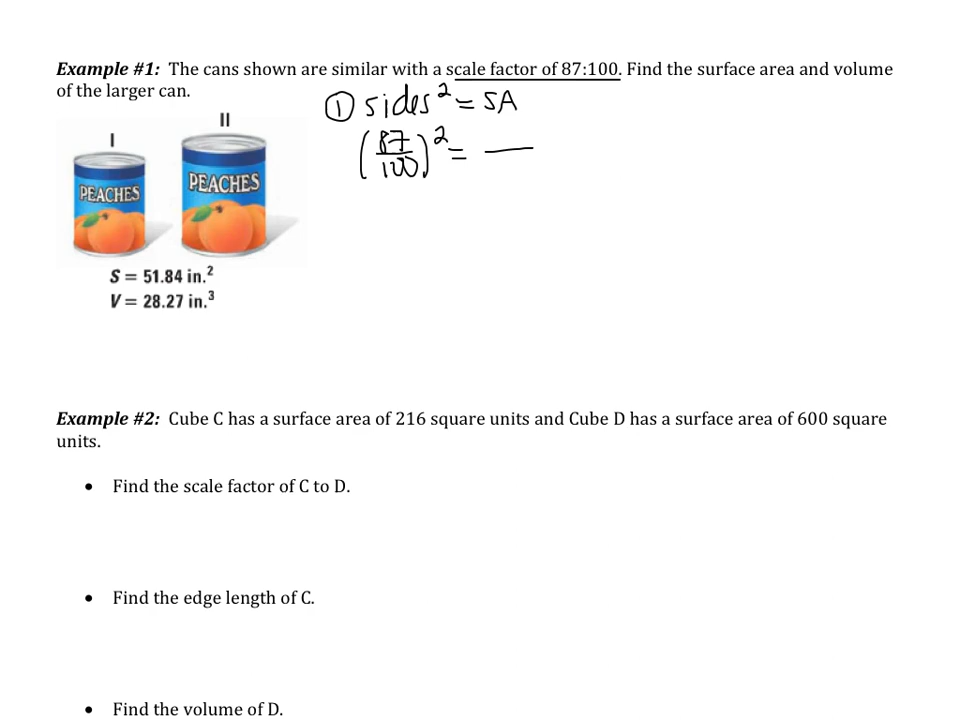 Example #1: The cans shown are similar with a scale factor of 87:100. Find the surface area and volume
of the larger can.
① sides² = SA
(87/100)² = __
I
II
PEACHES
PEACHES
S = 51.84 in.²
V = 28.27 in.³
Example #2: Cube C has a surface area of 216 square units and Cube D has a surface area of 600 square
units.
• Find the scale factor of C to D.
• Find the edge length of C.
• Find the volume of D.